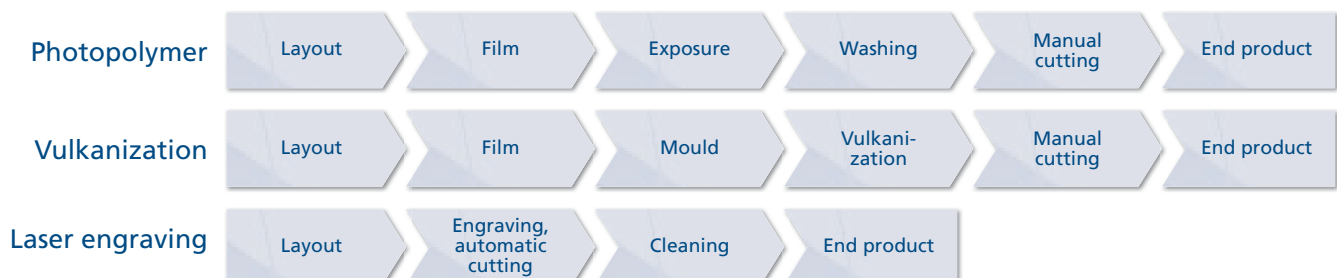 Photopolymer
Layout
Film
Exposure
Washing
Manual
cutting
End product
Vulkanization
Layout
Film
Mould
Vulkani-
zation
Manual
cutting
End product
Laser engraving
Layout
Engraving,
automatic
cutting
Cleaning
End product